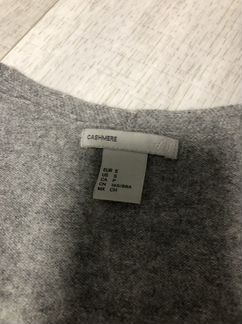 CASHMERE
EUR S
US S
CA P
CN 165/88A
MX CH